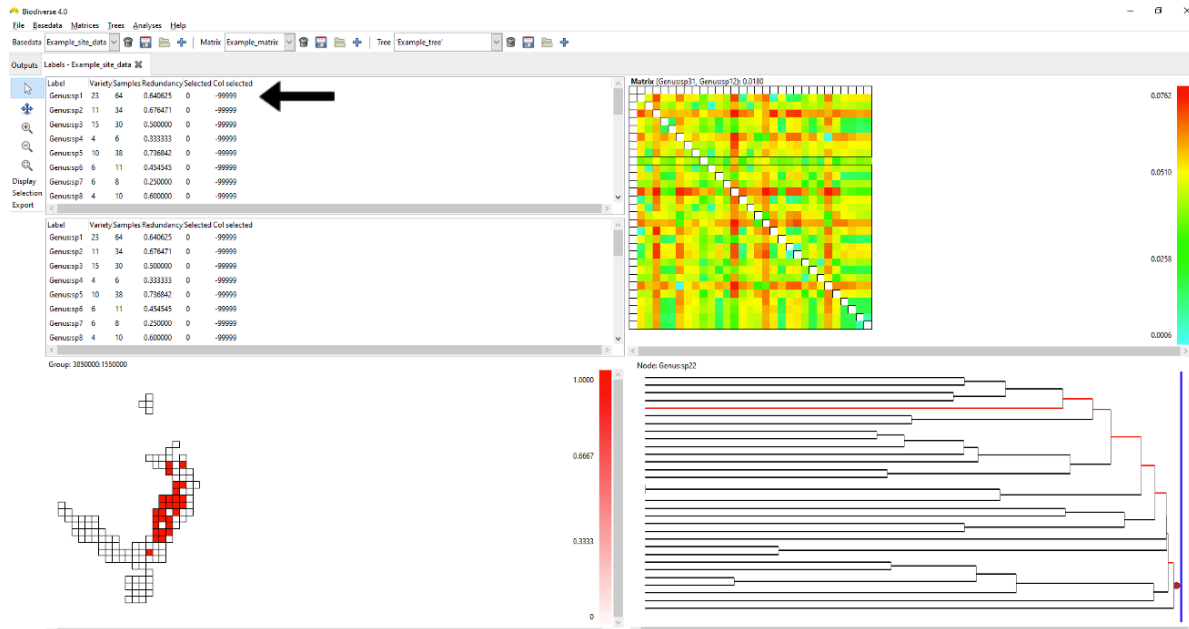 Biodiverse 4.0
File Basedata Matrices Trees Analyses Help
Basedata Example_site_data Matrix Example_matrix Tree 'Example_tree'
Outputs Labels - Example_site_data
Label Variety Samples Redundancy Selected Col selected
Genus:sp1 23 64 0.640625 0 -99999
Genus:sp2 11 34 0.676471 0 -99999
Genus:sp3 15 30 0.500000 0 -99999
Genus:sp4 4 6 0.333333 0 -99999
Genus:sp5 10 38 0.736842 0 -99999
Genus:sp6 6 11 0.454545 0 -99999
Genus:sp7 6 8 0.250000 0 -99999
Genus:sp8 4 10 0.600000 0 -99999
Display
Selection
Export
Label Variety Samples Redundancy Selected Col selected
Genus:sp1 23 64 0.640625 0 -99999
Genus:sp2 11 34 0.676471 0 -99999
Genus:sp3 15 30 0.500000 0 -99999
Genus:sp4 4 6 0.333333 0 -99999
Genus:sp5 10 38 0.736842 0 -99999
Genus:sp6 6 11 0.454545 0 -99999
Genus:sp7 6 8 0.250000 0 -99999
Genus:sp8 4 10 0.600000 0 -99999
Matrix (Genus:sp31, Genus:sp12): 0.0180
0.0762
0.0510
0.0258
0.0006
Group: 3850000:1550000
1.0000
0.6667
0.3333
0
Node: Genus:sp22